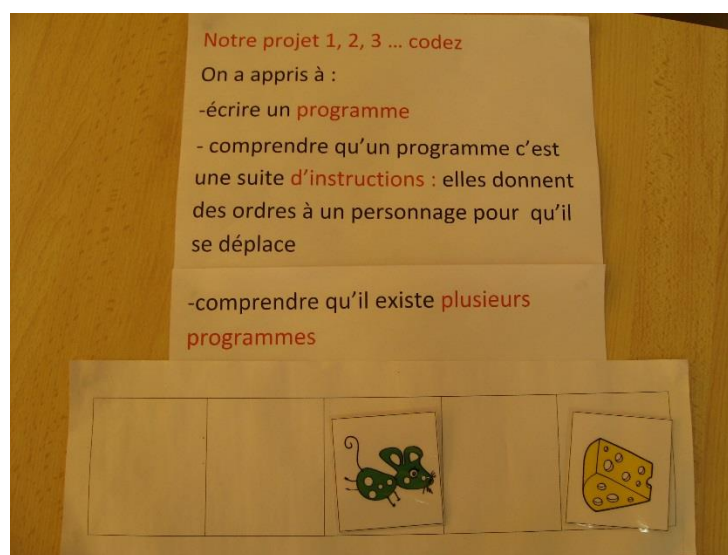 Notre projet 1, 2, 3 ... codez
On a appris à :
-écrire un programme
- comprendre qu'un programme c'est
une suite d'instructions : elles donnent
des ordres à un personnage pour qu'il
se déplace
-comprendre qu'il existe plusieurs
programmes